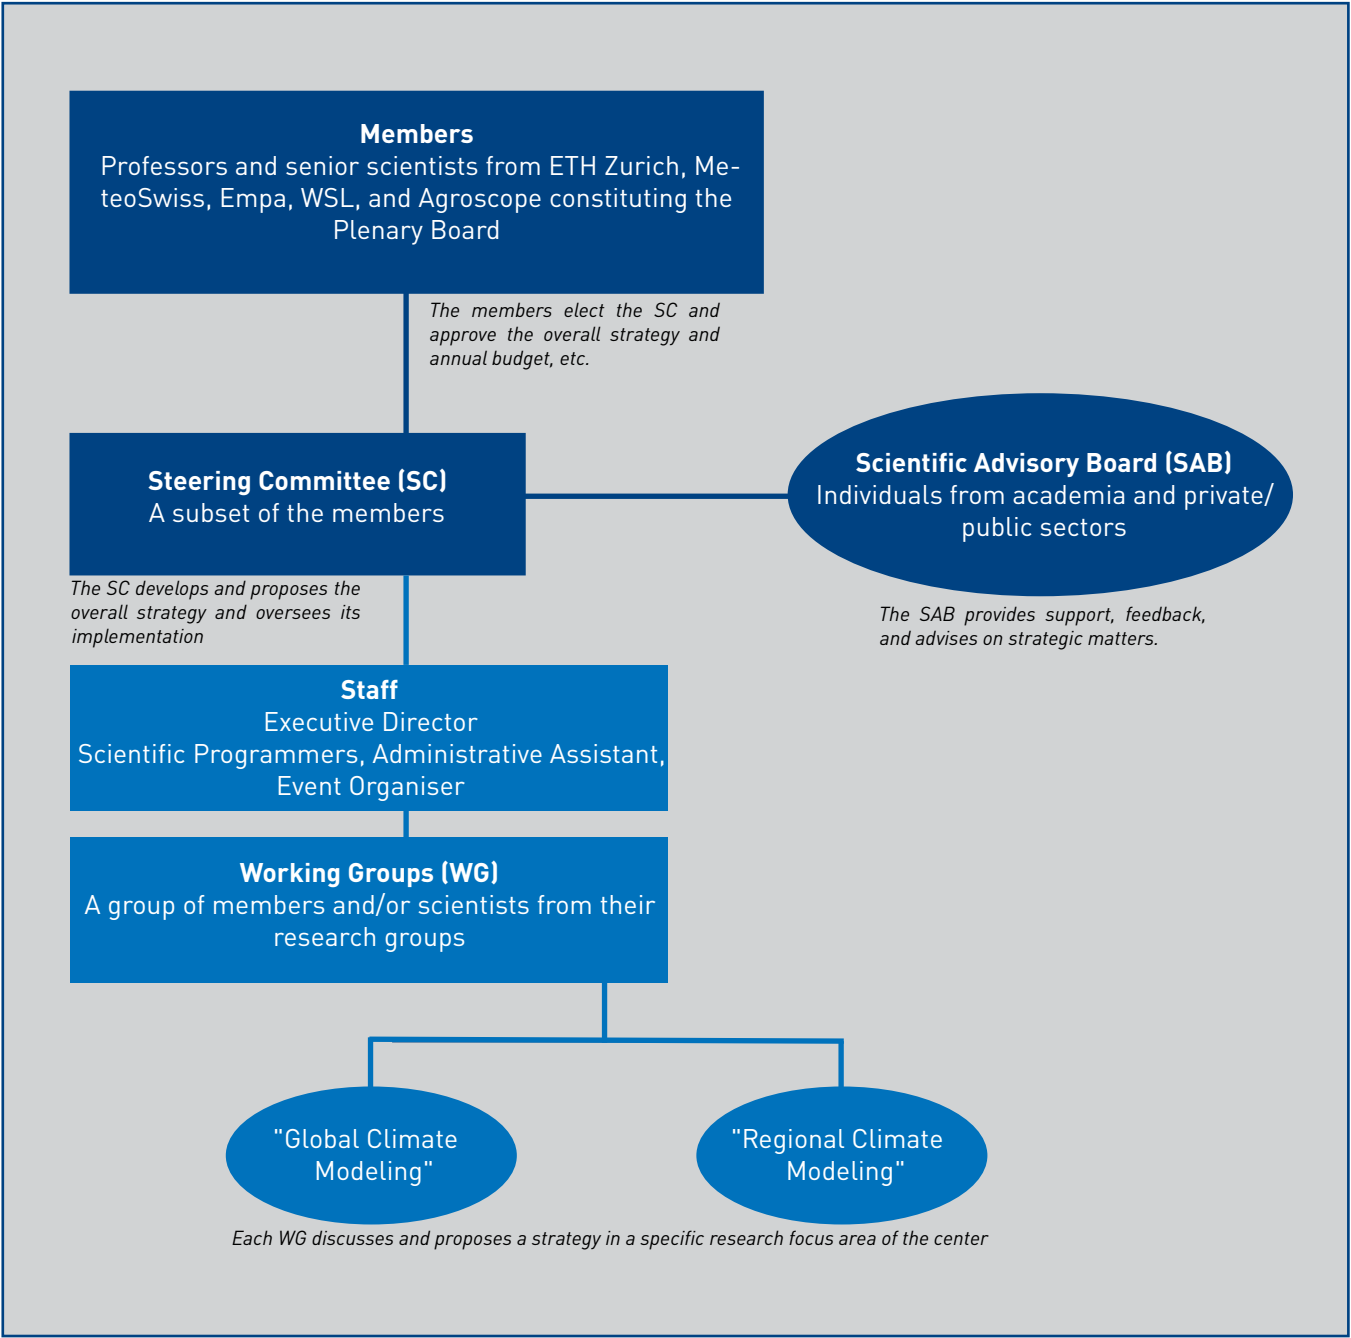 Members
Professors and senior scientists from ETH Zurich, Me-
teoSwiss, Empa, WSL, and Agroscope constituting the
Plenary Board
The members elect the SC and
approve the overall strategy and
annual budget, etc.
Steering Committee (SC)
A subset of the members
Scientific Advisory Board (SAB)
Individuals from academia and private/
public sectors
The SC develops and proposes the
overall strategy and oversees its
implementation
The SAB provides support, feedback,
and advises on strategic matters.
Staff
Executive Director
Scientific Programmers, Administrative Assistant,
Event Organiser
Working Groups (WG)
A group of members and/or scientists from their
research groups
"Global Climate
Modeling"
"Regional Climate
Modeling"
Each WG discusses and proposes a strategy in a specific research focus area of the center